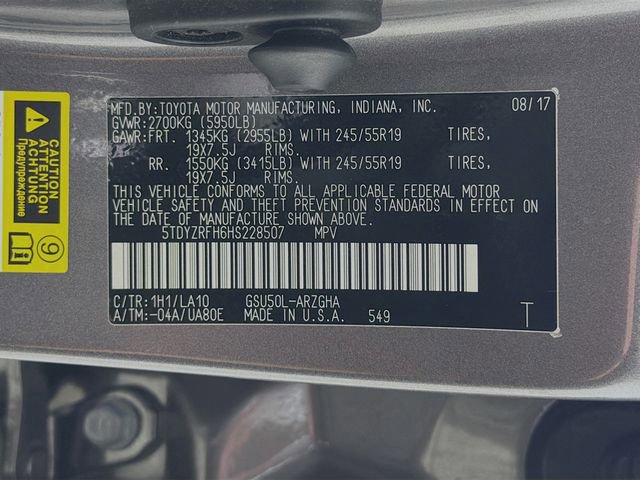 MFD.BY:TOYOTA MOTOR MANUFACTURING, INDIANA, INC. 08/17
GVWR:2700KG (5950LB)
GAWR:FRT. 1345KG (2955LB) WITH 245/55R19 TIRES,
19X7.5J RIMS.
RR. 1550KG (3415LB) WITH 245/55R19 TIRES,
19X7.5J RIMS.
THIS VEHICLE CONFORMS TO ALL APPLICABLE FEDERAL MOTOR
VEHICLE SAFETY AND THEFT PREVENTION STANDARDS IN EFFECT ON
THE DATE OF MANUFACTURE SHOWN ABOVE.
5TDYZRFH6HS228507 MPV
C/TR:1H1/LA10 GSU50L-ARZGHA
A/TM:-04A/UA80E MADE IN U.S.A. 549 T
CAUTION
ATTENTION
ACHTUNG
Предупреждение
9